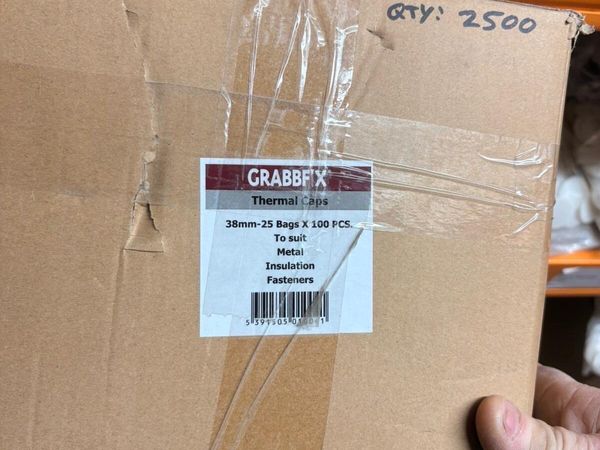 QTY: 2500
GRABBFIX
Thermal Caps
38mm-25 Bags X 100 PCS.
To suit
Metal
Insulation
Fasteners